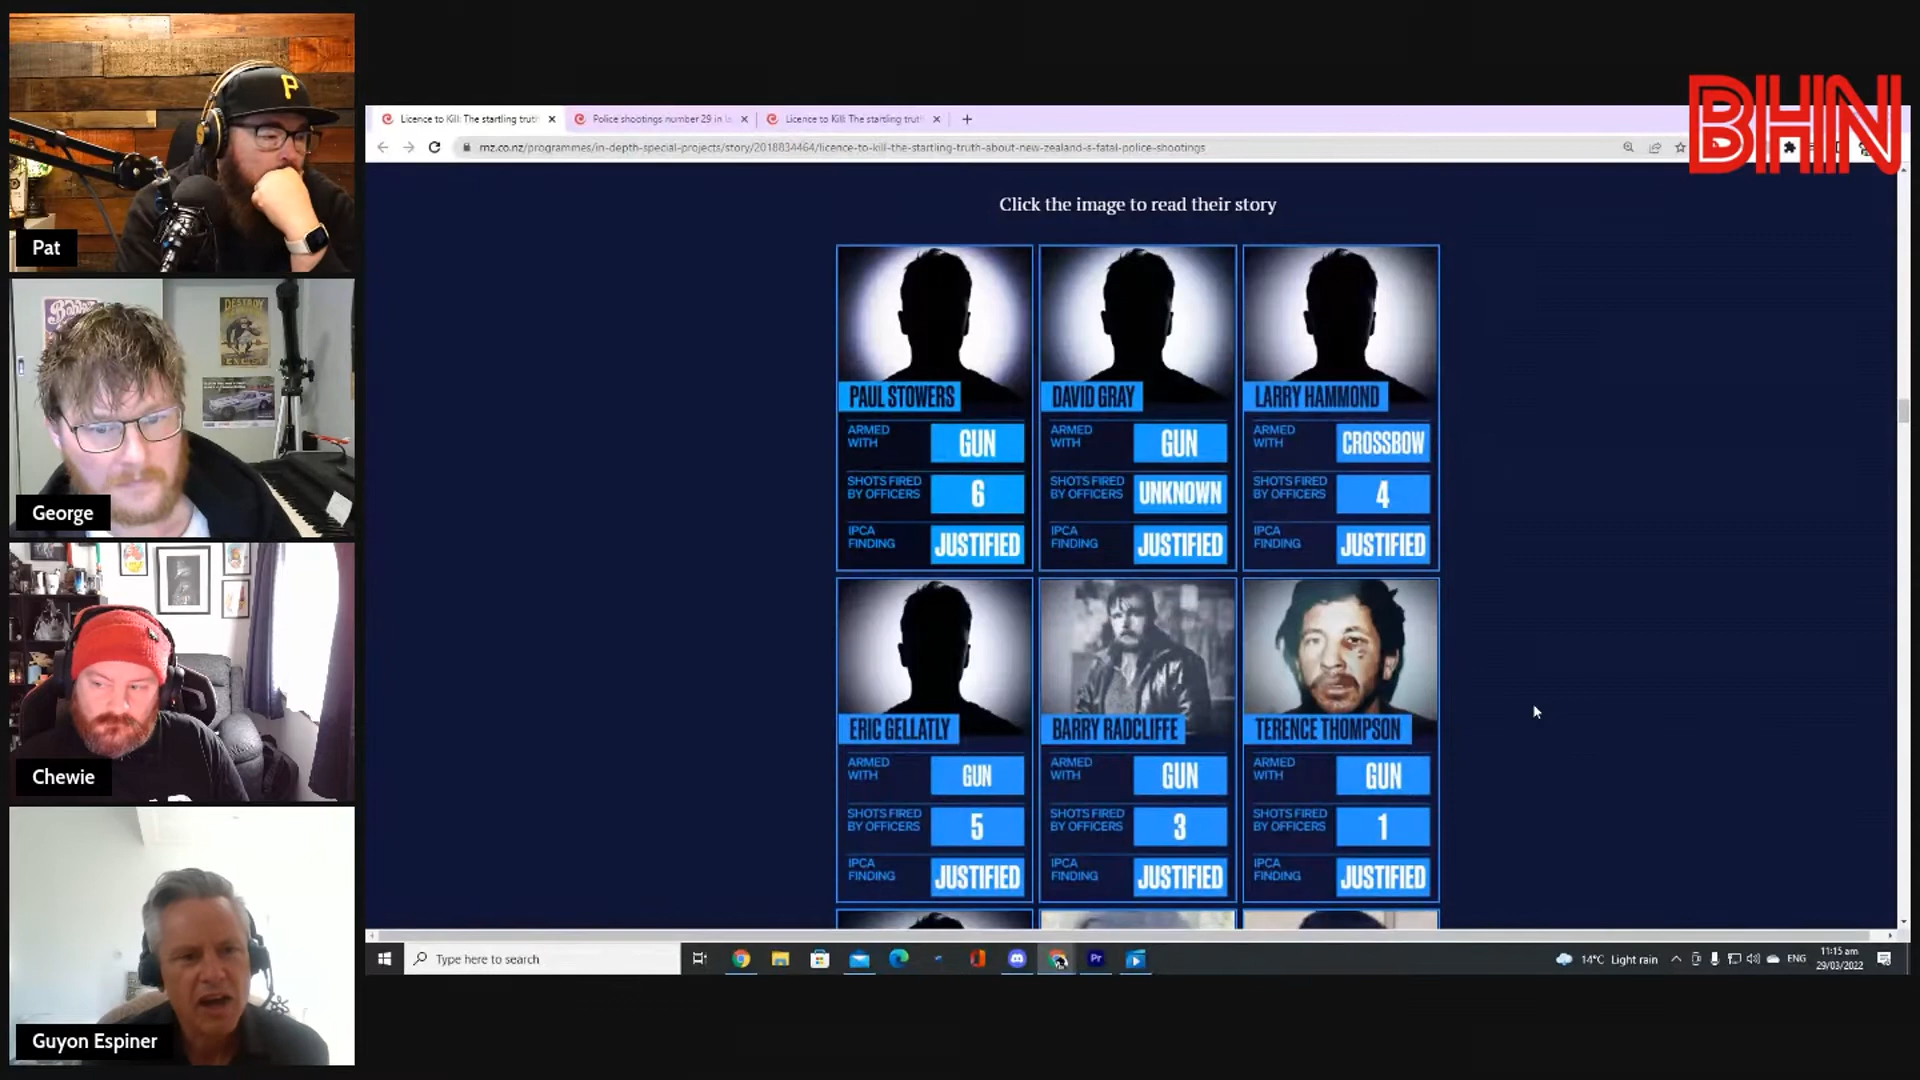 Pat
George
Chewie
Guyon Espiner
BHN
Licence to Kill: The startling trut
Police shootings number 29 in
Licence to Kill: The startling trut
rnz.co.nz/programmes/in-depth-special-projects/story/2018834464/licence-to-kill-the-startling-truth-about-new-zealand-s-fatal-police-shootings
Click the image to read their story
PAUL STOWERS
ARMED
WITH
GUN
SHOTS FIRED
BY OFFICERS
6
IPCA
FINDING
JUSTIFIED
DAVID GRAY
ARMED
WITH
GUN
SHOTS FIRED
BY OFFICERS
UNKNOWN
IPCA
FINDING
JUSTIFIED
LARRY HAMMOND
ARMED
WITH
CROSSBOW
SHOTS FIRED
BY OFFICERS
4
IPCA
FINDING
JUSTIFIED
ERIC GELLATLY
ARMED
WITH
GUN
SHOTS FIRED
BY OFFICERS
5
IPCA
FINDING
JUSTIFIED
BARRY RADCLIFFE
ARMED
WITH
GUN
SHOTS FIRED
BY OFFICERS
3
IPCA
FINDING
JUSTIFIED
TERENCE THOMPSON
ARMED
WITH
GUN
SHOTS FIRED
BY OFFICERS
1
IPCA
FINDING
JUSTIFIED
Type here to search
Pr
14°C Light rain
ENG
11:15 am
29/03/2022
P
DESTROY